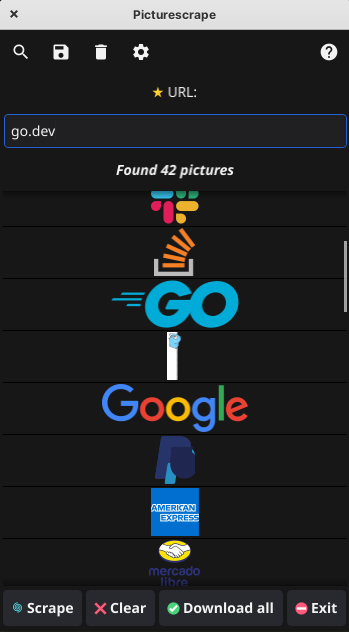 Picturescrape
URL:
go.dev
Found 42 pictures
GO
Google
AMERICAN
EXPRESS
mercado
libre
Scrape Clear Download all Exit